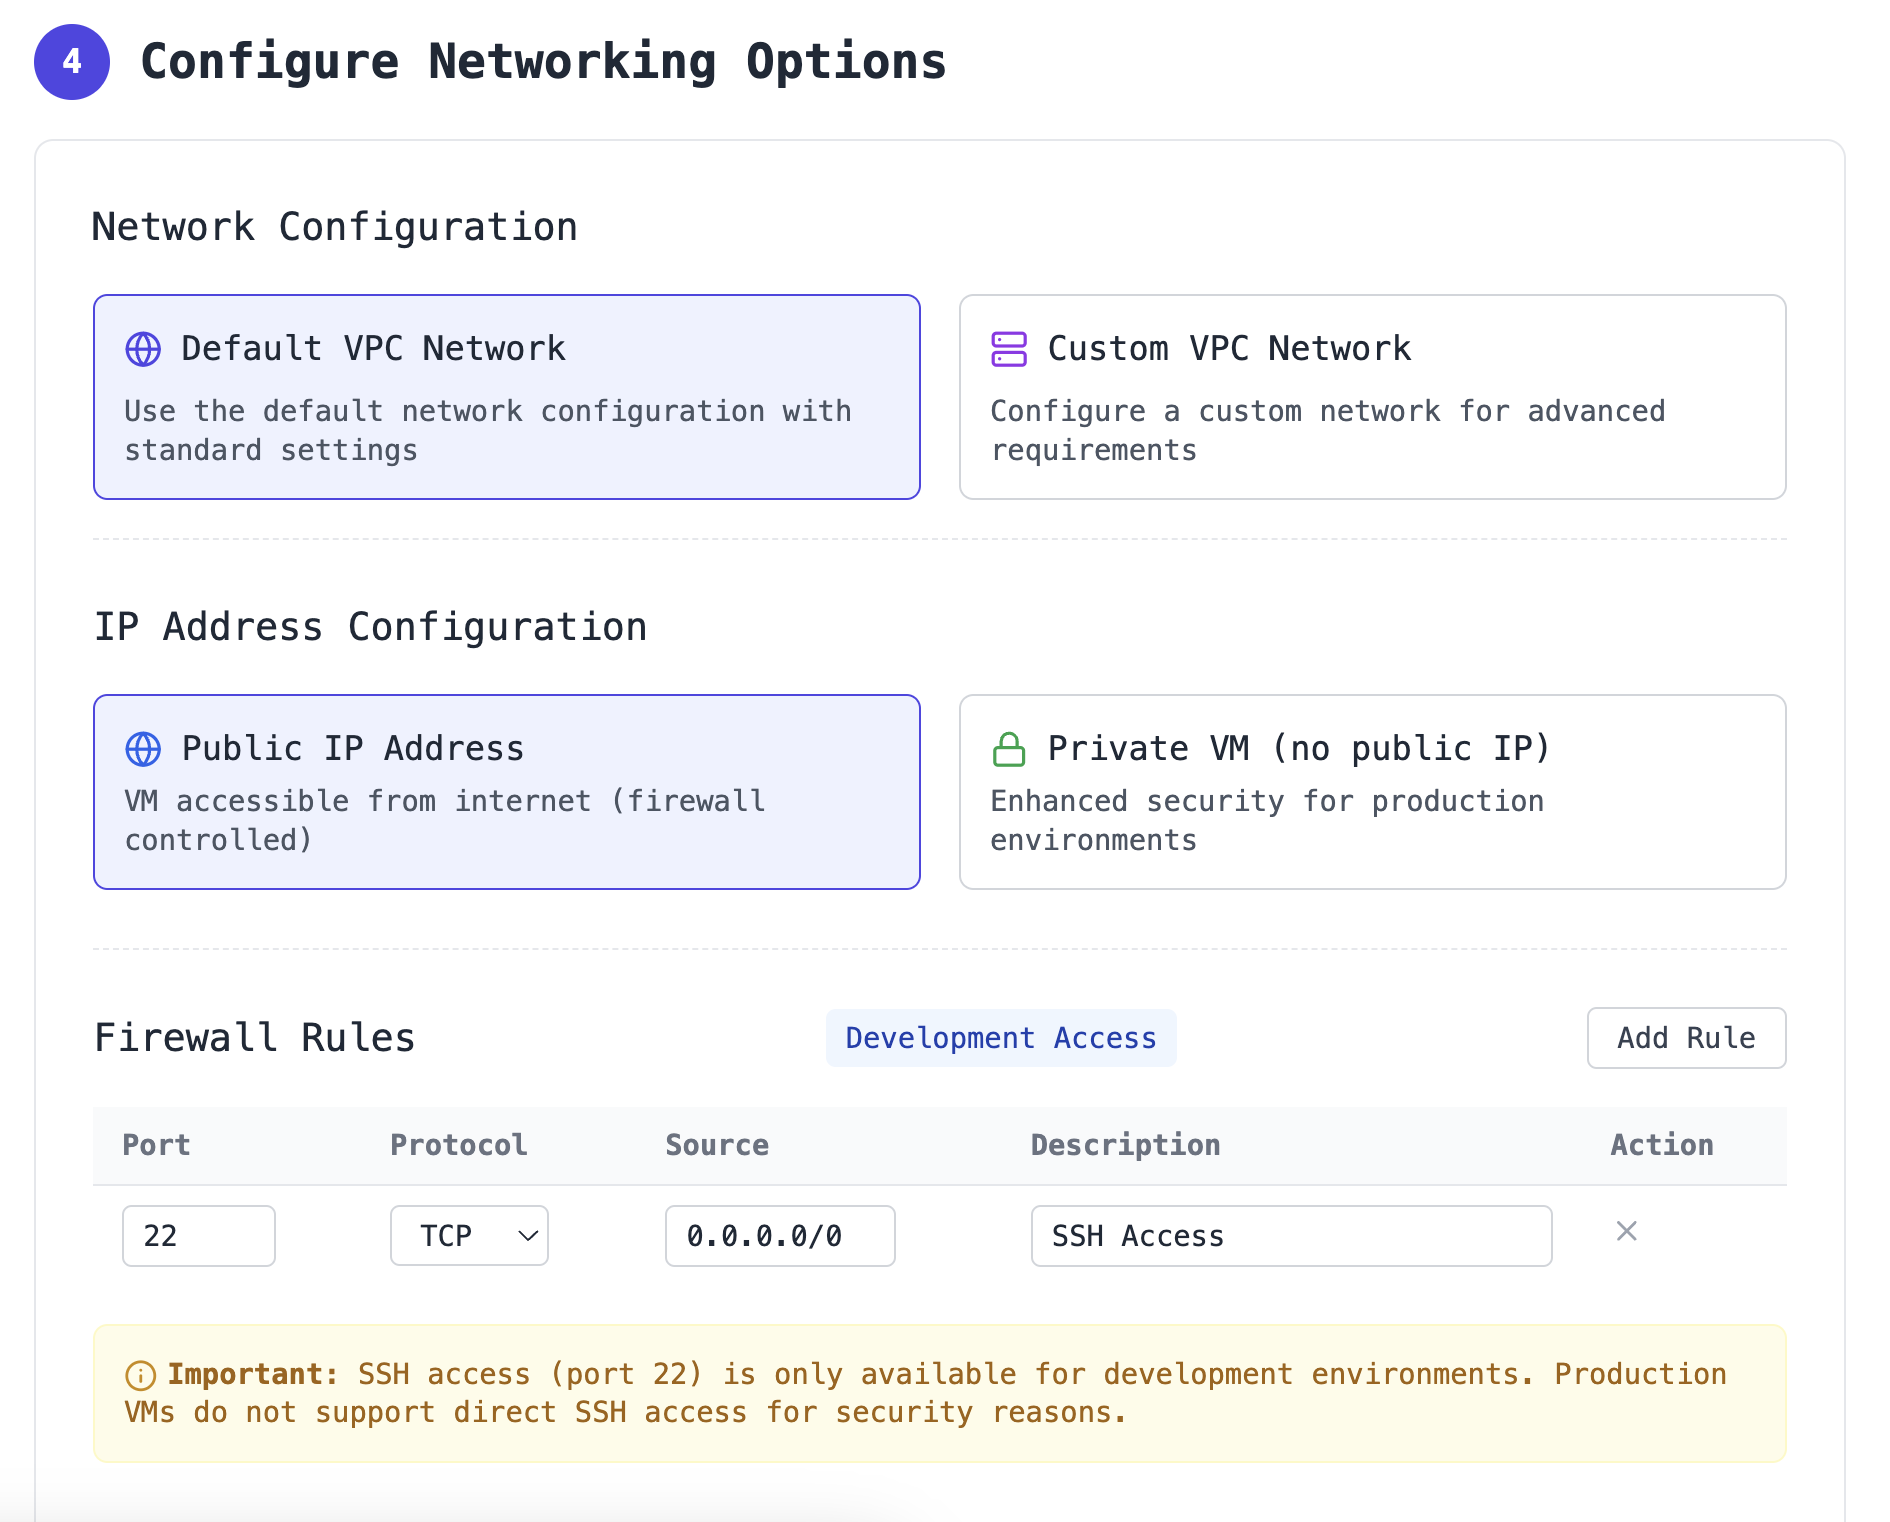 4
Configure Networking Options
Network Configuration
Default VPC Network
Use the default network configuration with
standard settings
Custom VPC Network
Configure a custom network for advanced
requirements
IP Address Configuration
Public IP Address
VM accessible from internet (firewall
controlled)
Private VM (no public IP)
Enhanced security for production
environments
Firewall Rules
Development Access
Add Rule
Port Protocol Source Description Action
22 TCP 0.0.0.0/0 SSH Access
Important: SSH access (port 22) is only available for development environments. Production
VMs do not support direct SSH access for security reasons.